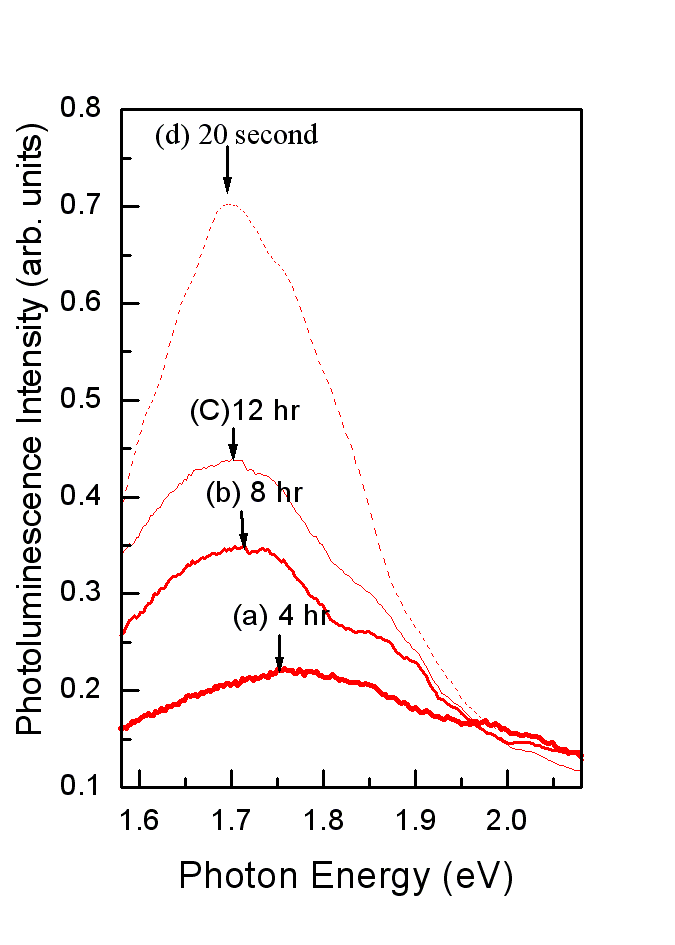 0.8
(d) 20 second
0.7
0.6
0.5
(C)12 hr
0.4
(b) 8 hr
0.3
(a) 4 hr
0.2
0.1
1.6 1.7 1.8 1.9 2.0
Photon Energy (eV)
Photoluminescence Intensity (arb. units)